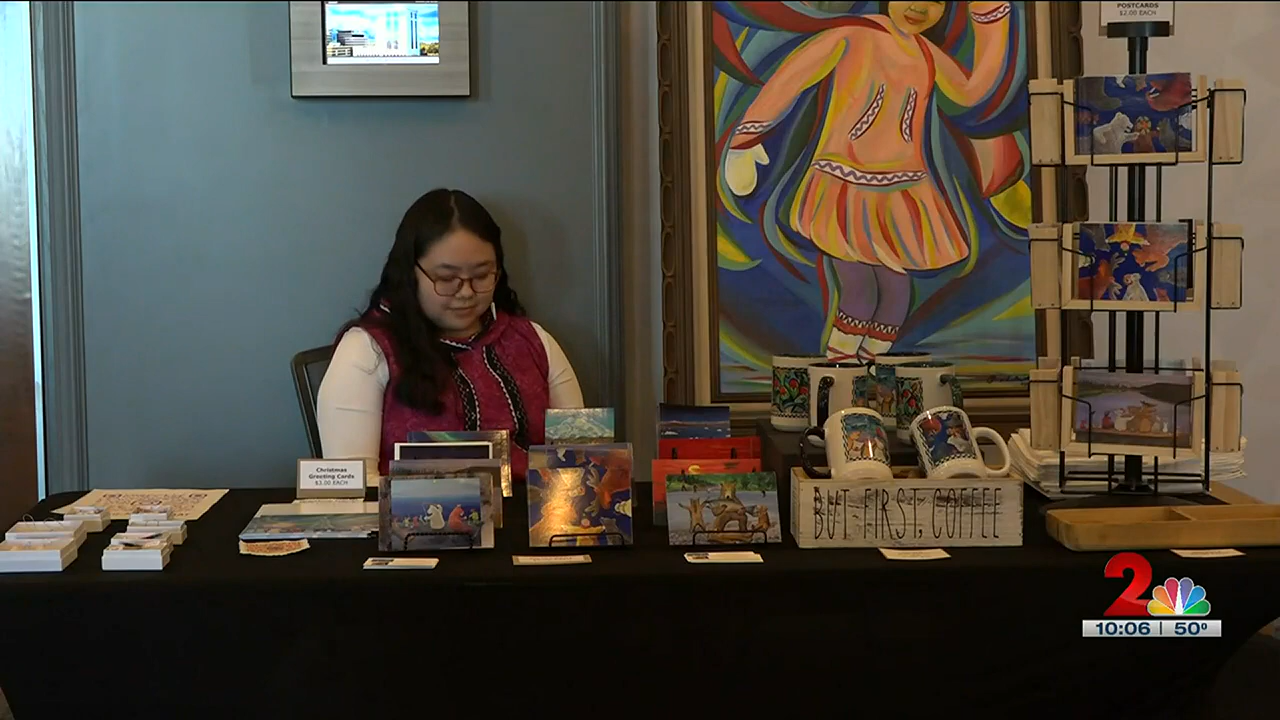 POSTCARDS
$2.00 EACH
Christmas
Greeting Cards
$3.00 EACH
BUT FIRST, COFFEE
2
10:06 | 50°